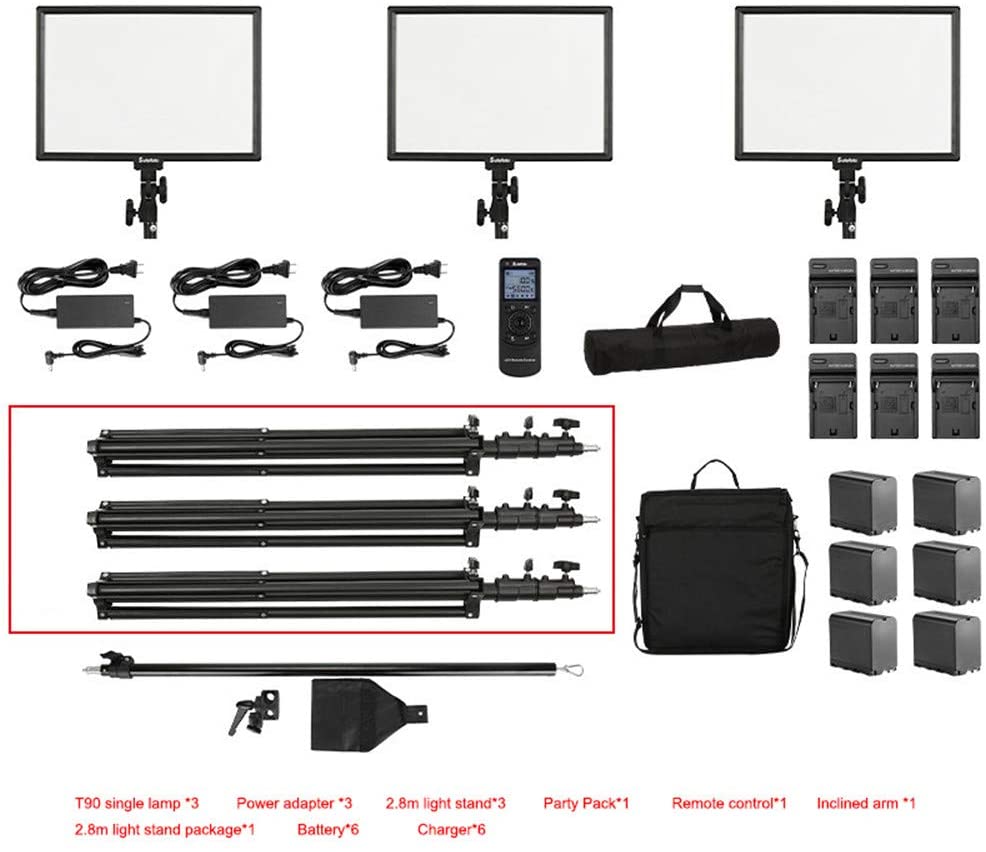 T90 single lamp *3 Power adapter *3 2.8m light stand*3 Party Pack*1 Remote control*1 Inclined arm *1
2.8m light stand package*1 Battery*6 Charger*6